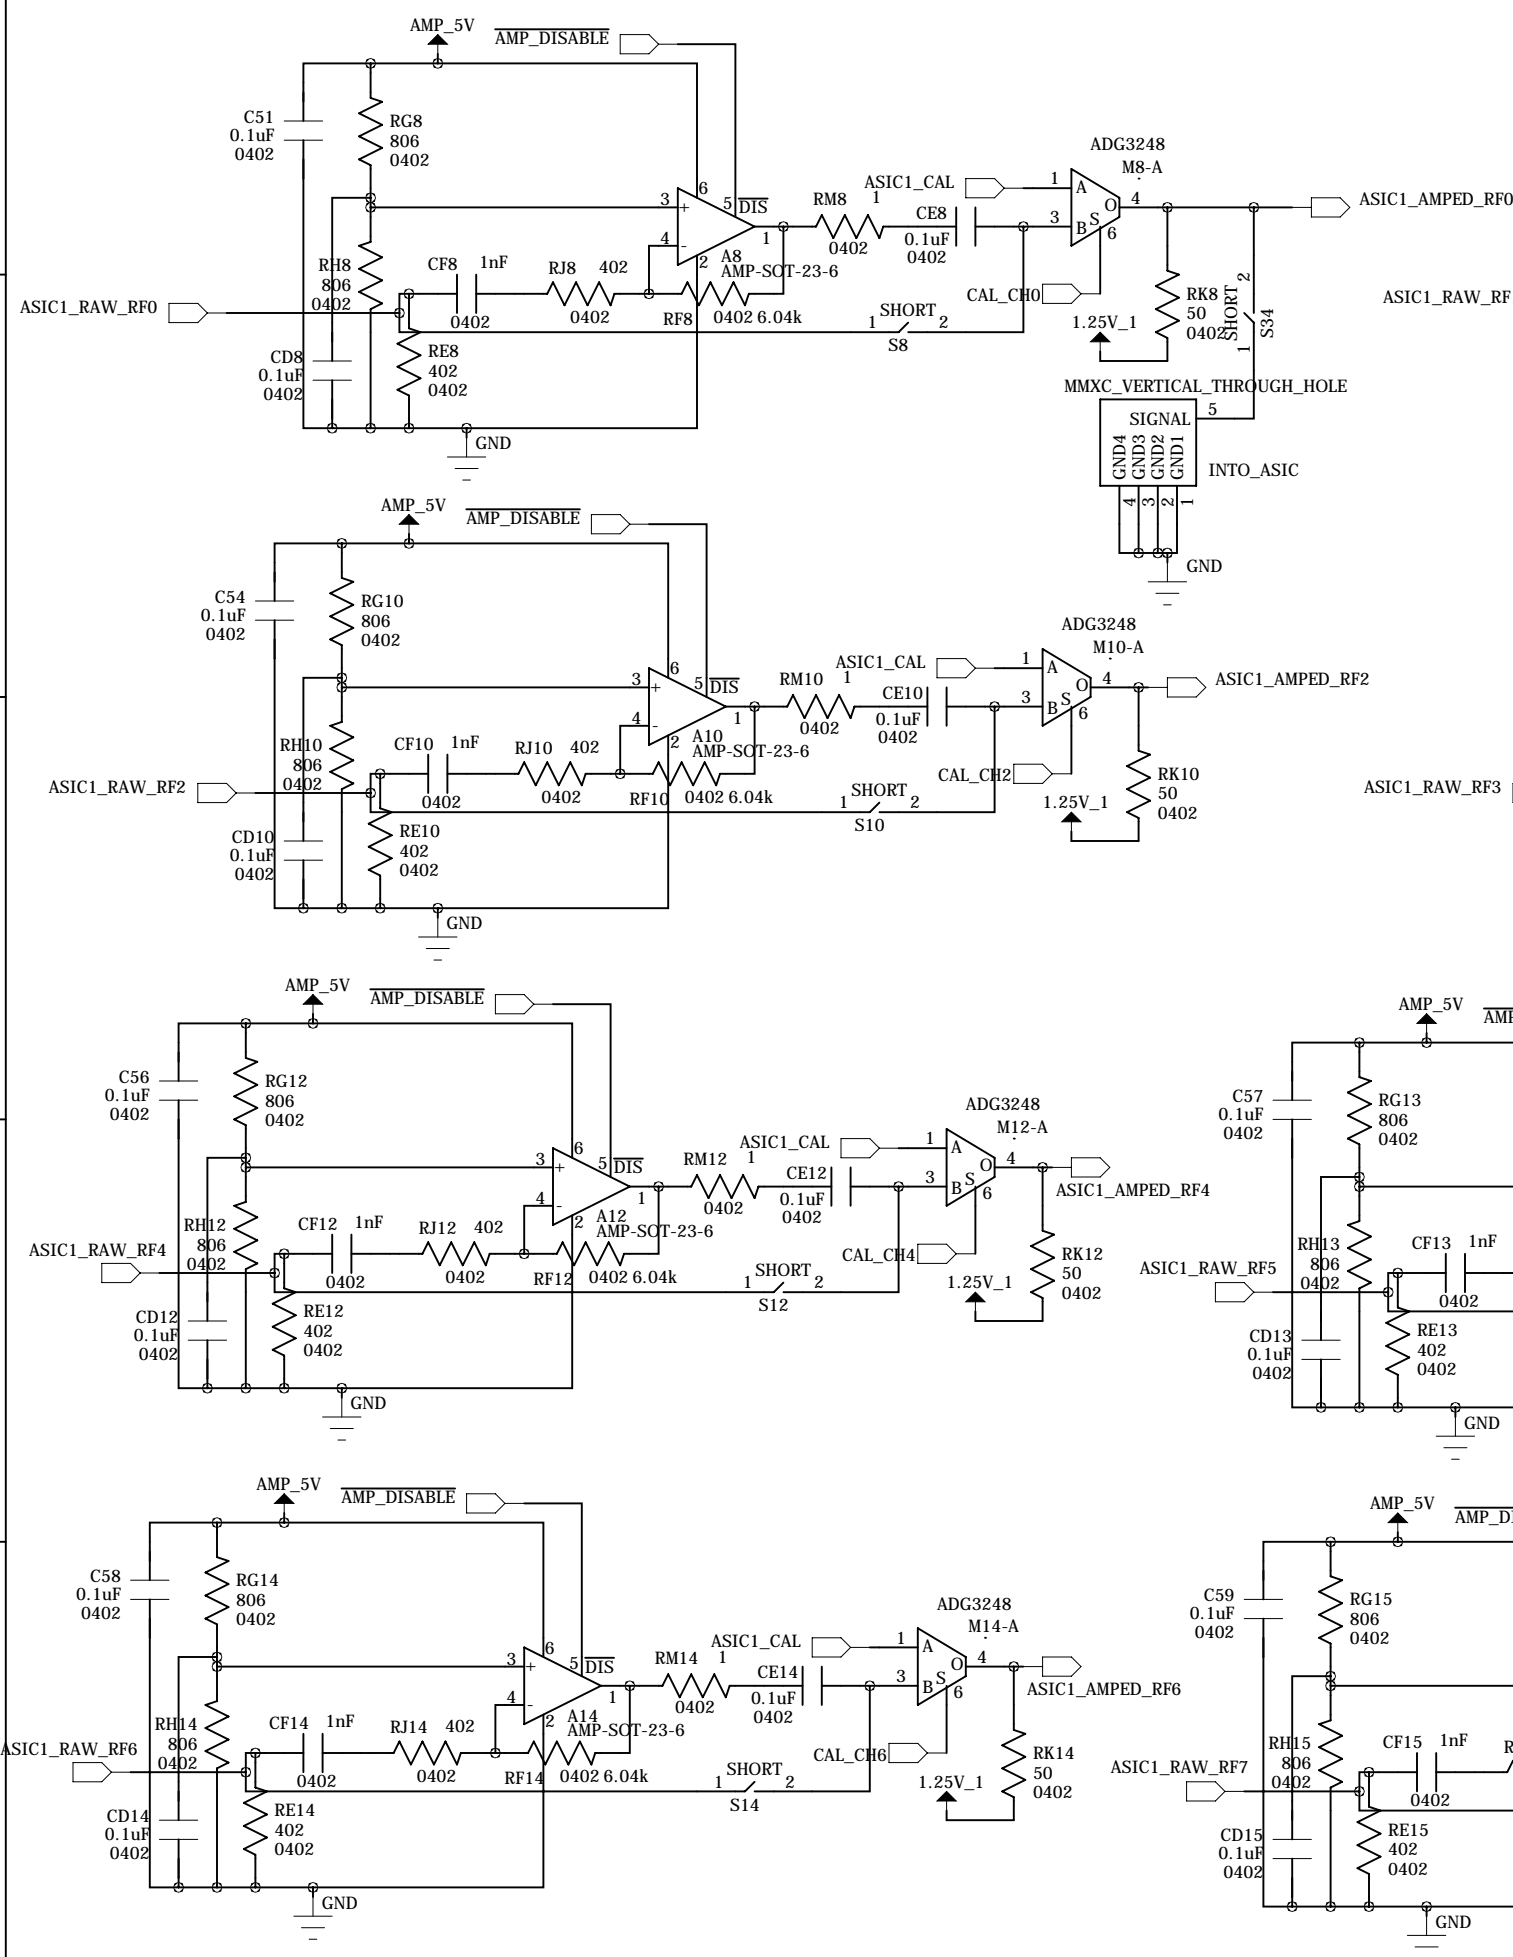 AMP_5V
AMP_DISABLE
C51
0.1uF
0402
RG8
806
0402
ADG3248
M8-A
ASIC1_CAL
1
A
O
4
ASIC1_AMPED_RF0
RM8
1
0402
CE8
0.1uF
0402
3
B
S
6
3
+
6
5
DIS
4
-
1
2
A8
AMP-SOT-23-6
RH8
806
0402
CF8
1nF
0402
RJ8
402
0402
RF8
0402 6.04k
CAL_CH0
RK8
50
0402
SHORT
1
2
S34
ASIC1_RAW_RF0
ASIC1_RAW_RF
SHORT
1
2
S8
1.25V_1
CD8
0.1uF
0402
RE8
402
0402
GND
MMXC_VERTICAL_THROUGH_HOLE
SIGNAL
5
GND4
GND3
GND2
GND1
INTO_ASIC
4
3
2
1
GND
AMP_5V
AMP_DISABLE
C54
0.1uF
0402
RG10
806
0402
ADG3248
M10-A
ASIC1_CAL
1
A
O
4
ASIC1_AMPED_RF2
RM10
1
0402
CE10
0.1uF
0402
3
B
S
6
3
+
6
5
DIS
4
-
1
2
A10
AMP-SOT-23-6
RH10
806
0402
CF10
1nF
0402
RJ10
402
0402
RF10
0402 6.04k
CAL_CH2
RK10
50
0402
ASIC1_RAW_RF2
ASIC1_RAW_RF3
SHORT
1
2
S10
1.25V_1
CD10
0.1uF
0402
RE10
402
0402
GND
AMP_5V
AMP_DISABLE
C56
0.1uF
0402
RG12
806
0402
ADG3248
M12-A
ASIC1_CAL
1
A
O
4
ASIC1_AMPED_RF4
RM12
1
0402
CE12
0.1uF
0402
3
B
S
6
3
+
6
5
DIS
4
-
1
2
A12
AMP-SOT-23-6
RH12
806
0402
CF12
1nF
0402
RJ12
402
0402
RF12
0402 6.04k
CAL_CH4
RK12
50
0402
ASIC1_RAW_RF4
SHORT
1
2
S12
1.25V_1
CD12
0.1uF
0402
RE12
402
0402
GND
AMP_5V
AMP
C57
0.1uF
0402
RG13
806
0402
RH13
806
0402
CF13
1nF
0402
ASIC1_RAW_RF5
CD13
0.1uF
0402
RE13
402
0402
GND
AMP_5V
AMP_DISABLE
C58
0.1uF
0402
RG14
806
0402
ADG3248
M14-A
ASIC1_CAL
1
A
O
4
ASIC1_AMPED_RF6
RM14
1
0402
CE14
0.1uF
0402
3
B
S
6
3
+
6
5
DIS
4
-
1
2
A14
AMP-SOT-23-6
RH14
806
0402
CF14
1nF
0402
RJ14
402
0402
RF14
0402 6.04k
CAL_CH6
RK14
50
0402
ASIC1_RAW_RF6
SHORT
1
2
S14
1.25V_1
CD14
0.1uF
0402
RE14
402
0402
GND
AMP_5V
AMP_DI
C59
0.1uF
0402
RG15
806
0402
RH15
806
0402
CF15
1nF
0402
R
ASIC1_RAW_RF7
CD15
0.1uF
0402
RE15
402
0402
GND